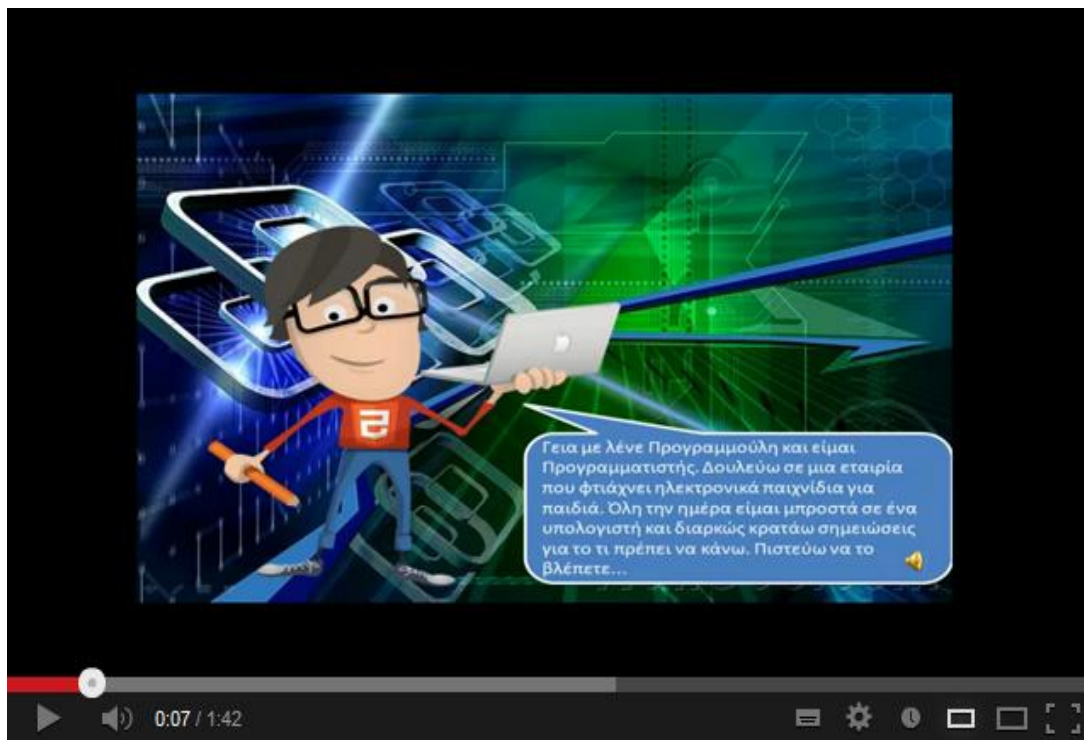 Γεια με λένε Προγραμμούλη και είμαι
Προγραμματιστής. Δουλεύω σε μια εταιρία
που φτιάχνει ηλεκτρονικά παιχνίδια για
παιδιά. Όλη την ημέρα είμαι μπροστά σε ένα
υπολογιστή και διαρκώς κρατάω σημειώσεις
για το τι πρέπει να κάνω. Πιστεύω να το
βλέπετε...
0:07 / 1:42